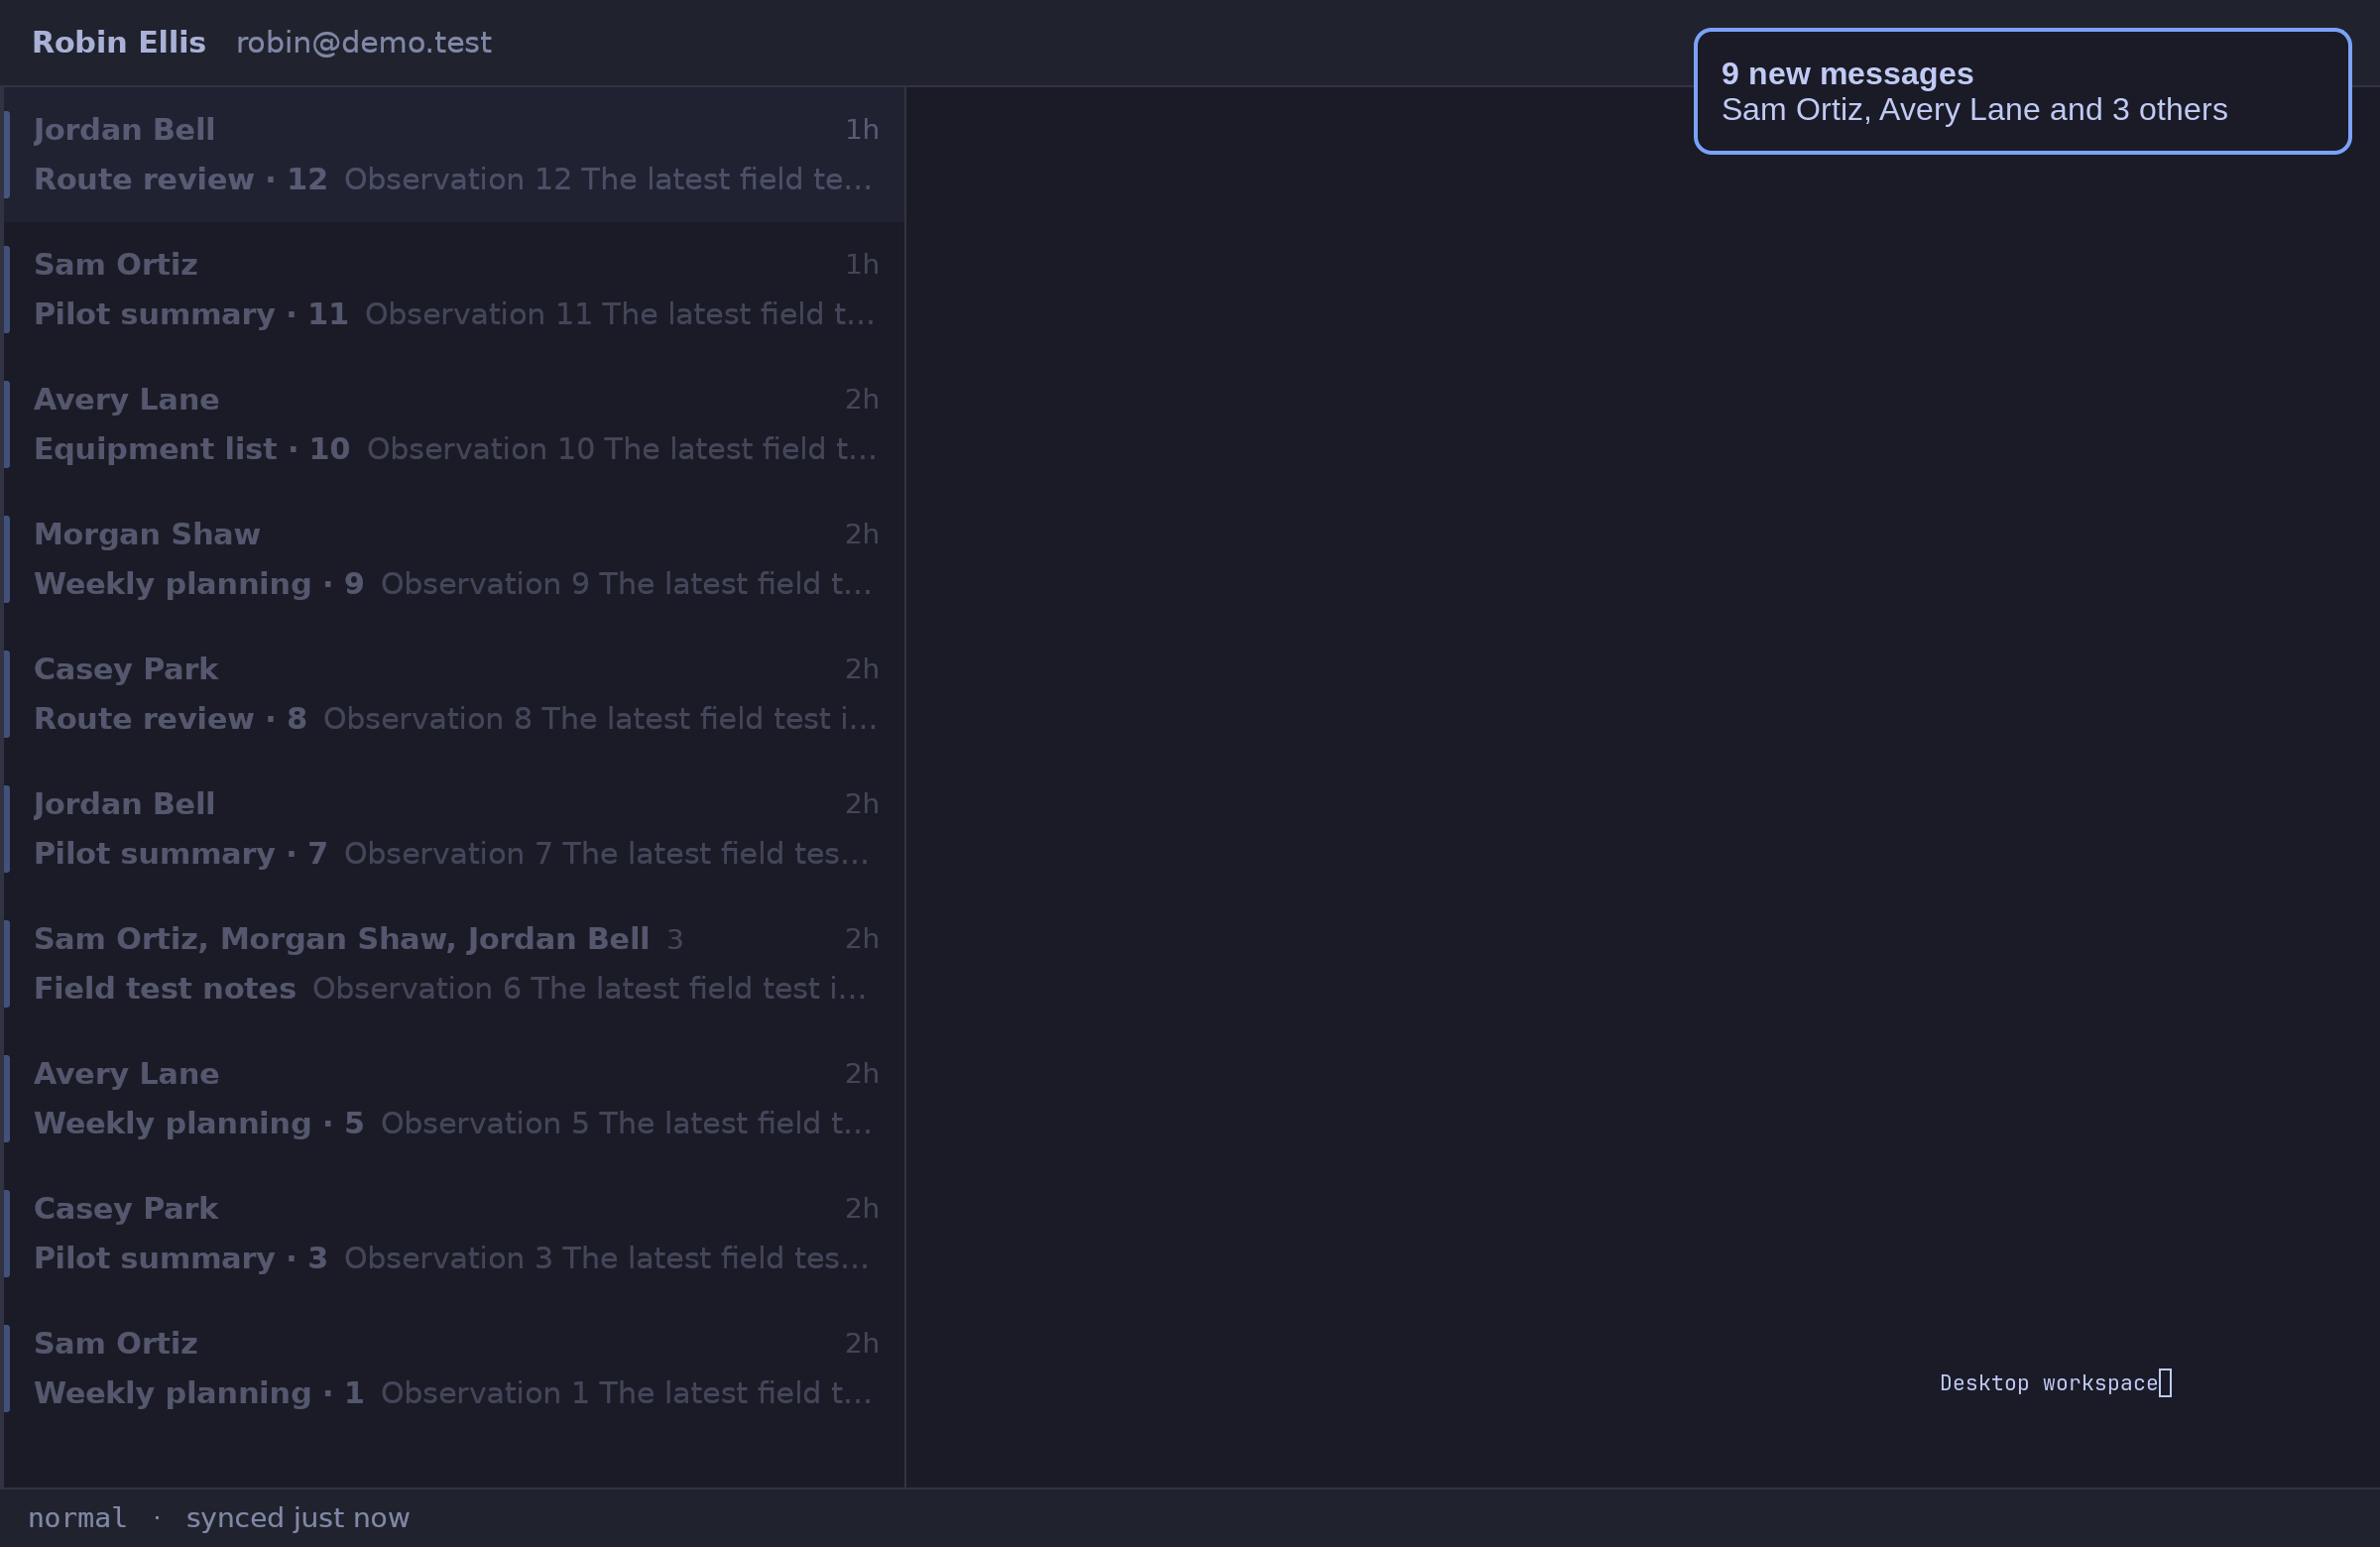 Robin Ellis robin@demo.test
9 new messages
Sam Ortiz, Avery Lane and 3 others
Jordan Bell 1h
Route review · 12 Observation 12 The latest field te…
Sam Ortiz 1h
Pilot summary · 11 Observation 11 The latest field t…
Avery Lane 2h
Equipment list · 10 Observation 10 The latest field t…
Morgan Shaw 2h
Weekly planning · 9 Observation 9 The latest field t…
Casey Park 2h
Route review · 8 Observation 8 The latest field test i…
Jordan Bell 2h
Pilot summary · 7 Observation 7 The latest field tes…
Sam Ortiz, Morgan Shaw, Jordan Bell 3 2h
Field test notes Observation 6 The latest field test i…
Avery Lane 2h
Weekly planning · 5 Observation 5 The latest field t…
Casey Park 2h
Pilot summary · 3 Observation 3 The latest field tes…
Sam Ortiz 2h
Weekly planning · 1 Observation 1 The latest field t…
Desktop workspace
normal · synced just now